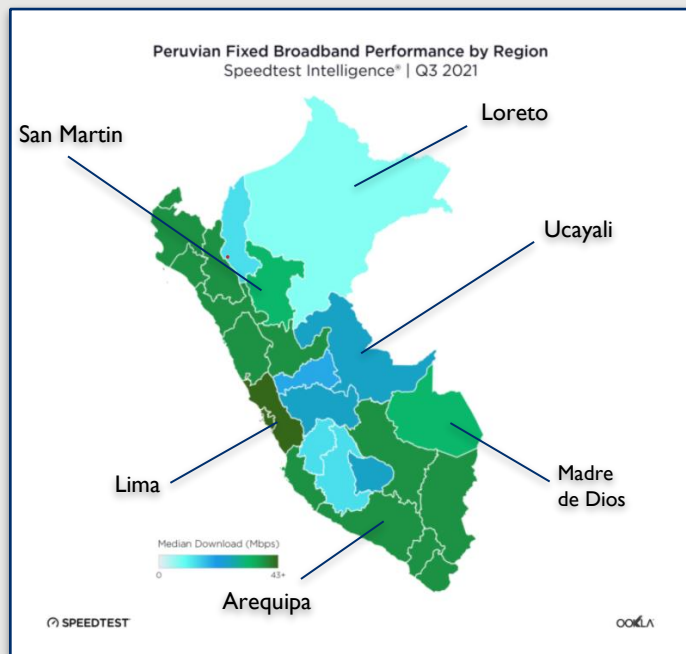 Peruvian Fixed Broadband Performance by Region
Speedtest Intelligence® | Q3 2021
Loreto
San Martin
Ucayali
Lima
Madre
de Dios
Median Download (Mbps)
0
43+
Arequipa
SPEEDTEST®
OOKLA®